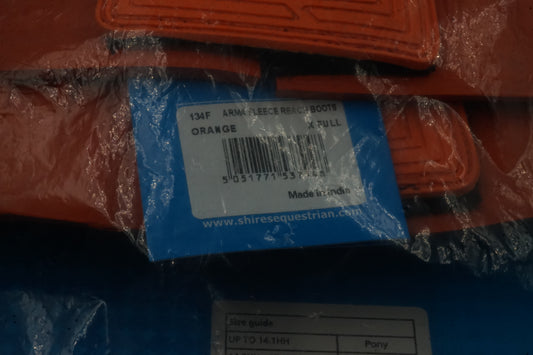 134F ARMA FLEECE REACH BOOTS
ORANGE X FULL
Made in India
www.shiresequestrian.com
Size guide
UP TO 14.1HH Pony